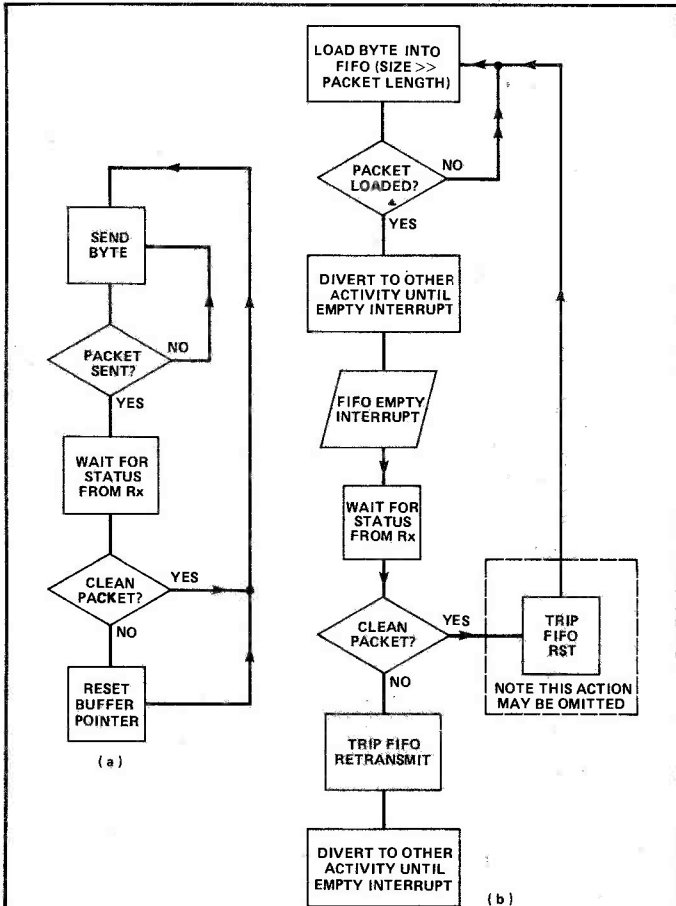 SEND
BYTE
PACKET
SENT?
NO
YES
WAIT FOR
STATUS
FROM Rx
CLEAN
PACKET?
YES
NO
RESET
BUFFER
POINTER
(a)
LOAD BYTE INTO
FIFO (SIZE >>
PACKET LENGTH)
PACKET
LOADED?
NO
YES
DIVERT TO OTHER
ACTIVITY UNTIL
EMPTY INTERRUPT
FIFO EMPTY
INTERRUPT
WAIT FOR
STATUS
FROM Rx
CLEAN
PACKET?
YES
NO
TRIP
FIFO
RST
NOTE THIS ACTION
MAY BE OMITTED
TRIP FIFO
RETRANSMIT
DIVERT TO OTHER
ACTIVITY UNTIL
EMPTY INTERRUPT
(b)